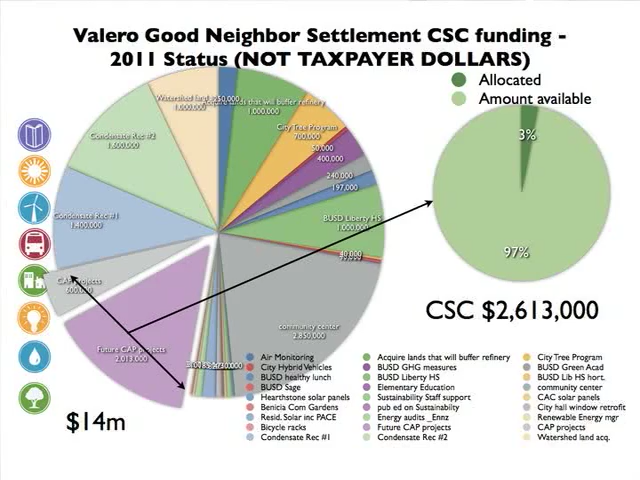 Valero Good Neighbor Settlement CSC funding -
2011 Status (NOT TAXPAYER DOLLARS)
Allocated
Amount available
3%
97%
CSC $2,613,000
Watershed land
1,000,000
acquire lands that will buffer refinery
1,000,000
City Tree Program
700,000
50,000
400,000
240,000
197,000
BUSD Liberty HS
1,000,000
community center
2,850,000
Future CAP projects
2,013,000
CAP projects
600,000
Condensate Rec #1
1,400,000
Condensate Rec #2
1,600,000
$14m
Air Monitoring
Acquire lands that will buffer refinery
City Tree Program
City Hybrid Vehicles
BUSD GHG measures
BUSD Green Acad
BUSD healthy lunch
BUSD Liberty HS
BUSD Lib HS hort.
BUSD Sage
Elementary Education
community center
Hearthstone solar panels
Sustainability Staff support
CAC solar panels
Benicia Com Gardens
pub ed on Sustainabilty
City hall window retrofit
Resid. Solar inc PACE
Energy audits _Ennz
Renewable Energy mgr
Bicycle racks
Future CAP projects
CAP projects
Condensate Rec #1
Condensate Rec #2
Watershed land acq.